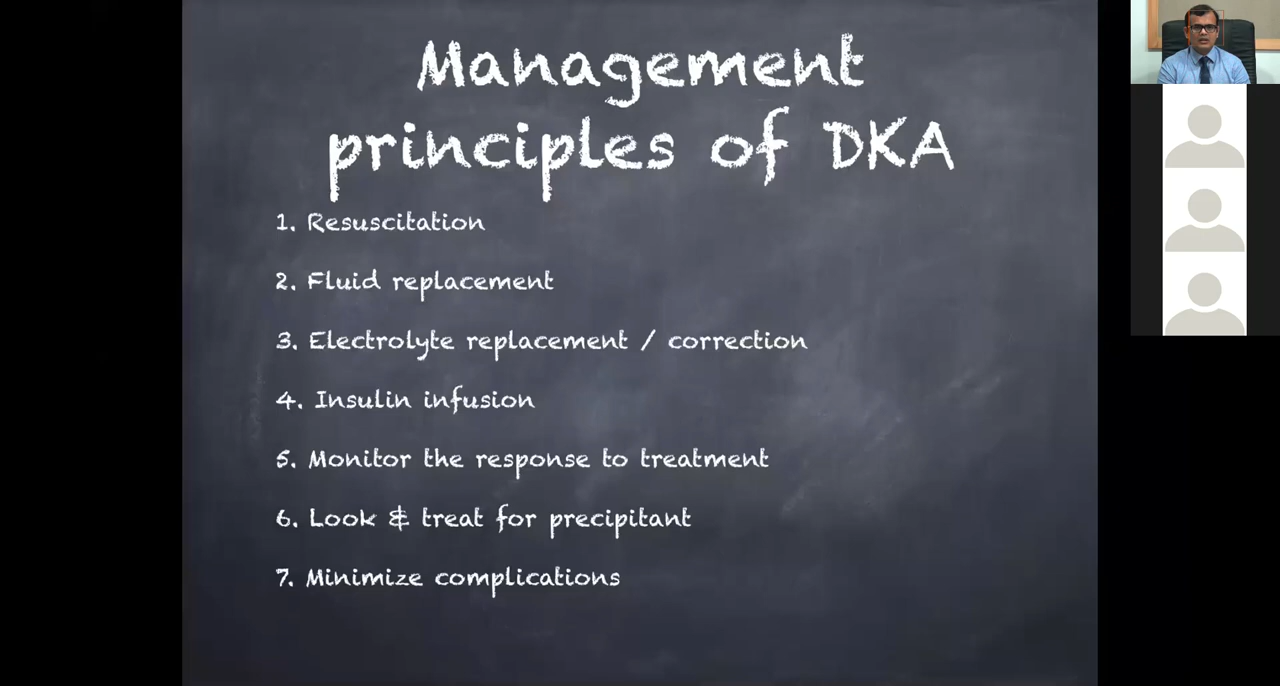 Management
principles of DKA
1. Resuscitation
2. Fluid replacement
3. Electrolyte replacement / correction
4. Insulin infusion
5. Monitor the response to treatment
6. Look & treat for precipitant
7. Minimize complications